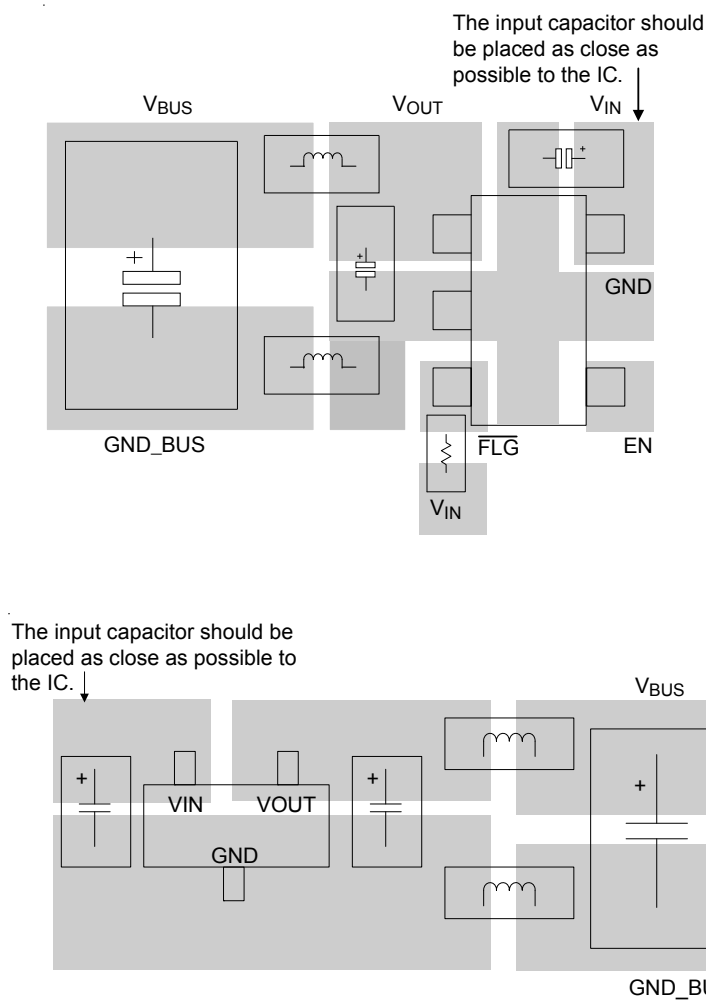 The input capacitor should
be placed as close as
possible to the IC.
VBUS
VOUT
VIN
+
+
+
GND
GND_BUS
FLG
EN
VIN
The input capacitor should be
placed as close as possible to
the IC.
VBUS
+
+
+
VIN
VOUT
GND